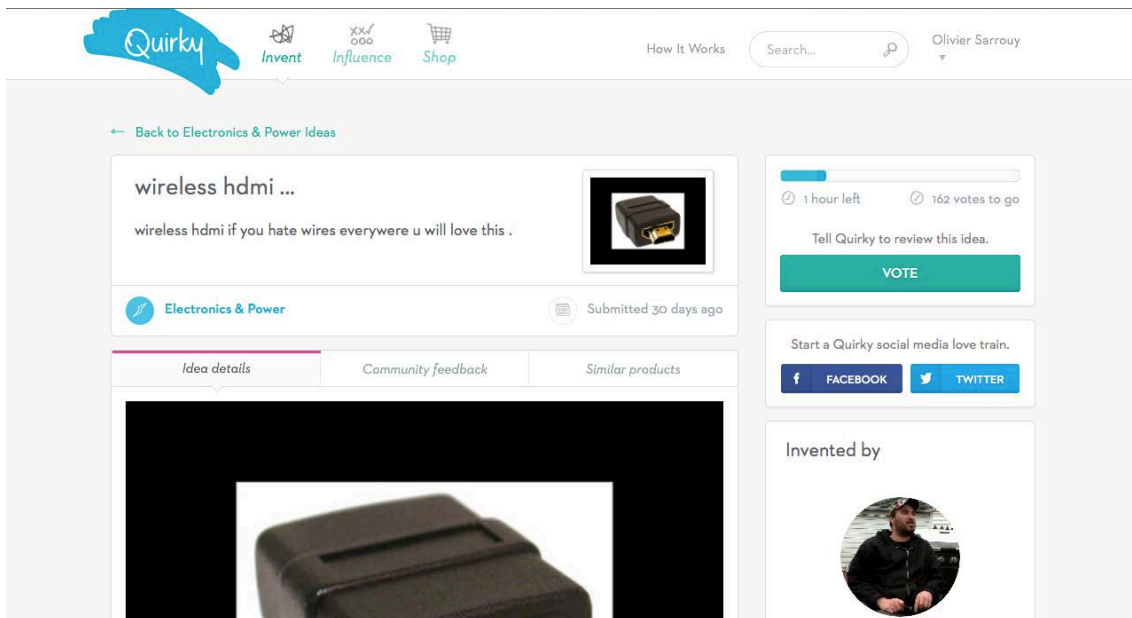 Quirky
Invent
xx✓
ooo
Influence
Shop
How It Works
Search...
Olivier Sarrouy
▼
← Back to Electronics & Power Ideas
wireless hdmi ...
wireless hdmi if you hate wires everywere u will love this .
Electronics & Power
Submitted 30 days ago
1 hour left
162 votes to go
Tell Quirky to review this idea.
VOTE
Start a Quirky social media love train.
f FACEBOOK
TWITTER
Idea details
Community feedback
Similar products
Invented by